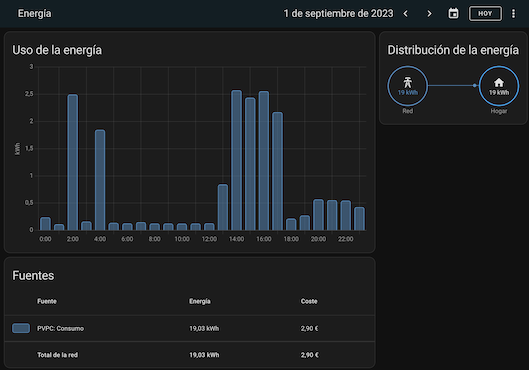 Energía
1 de septiembre de 2023
HOY
Uso de la energía
kWh
3
2,5
2
1,5
1
0,5
0
0:00 2:00 4:00 6:00 8:00 10:00 12:00 14:00 16:00 18:00 20:00 22:00
Distribución de la energía
19 kWh 19 kWh
Red Hogar
Fuentes
Fuente Energía Coste
PVPC: Consumo 19,03 kWh 2,90 €
Total de la red 19,03 kWh 2,90 €